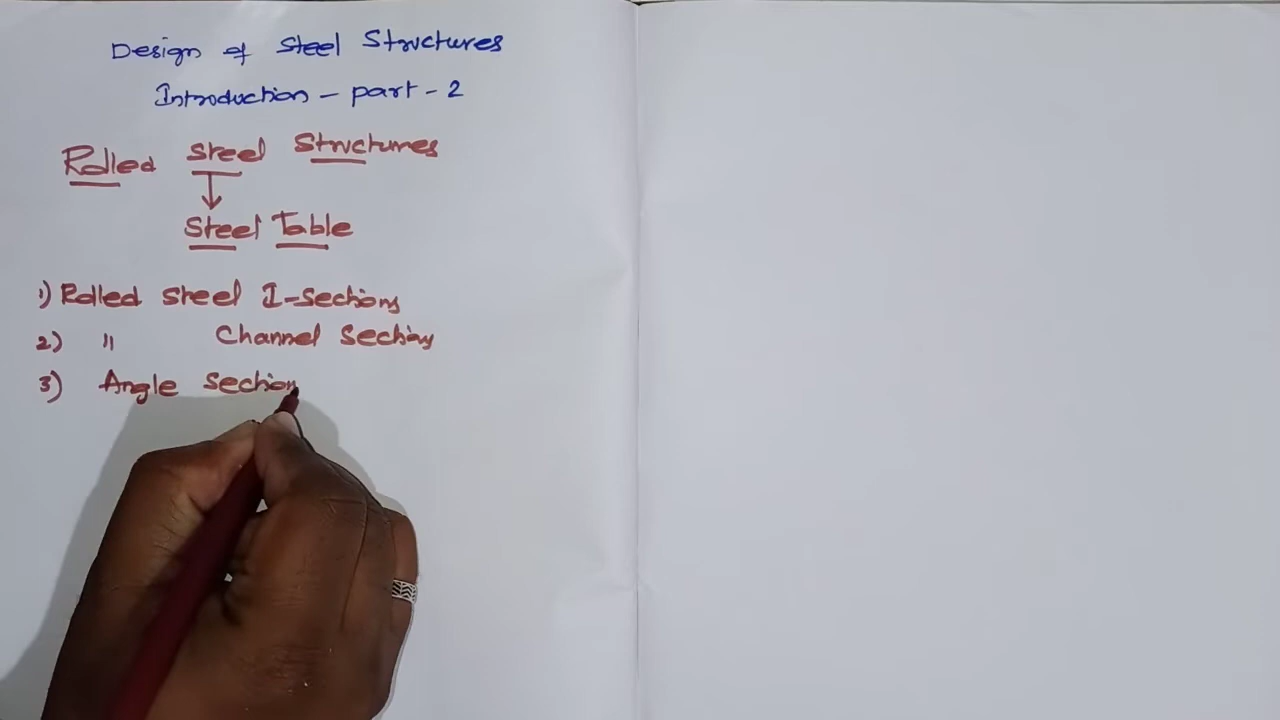 Design of Steel Structures
Introduction - part - 2
Rolled Steel Structures
Steel Table
1) Rolled Steel I-Sections
2) " Channel Sections
3) Angle Section